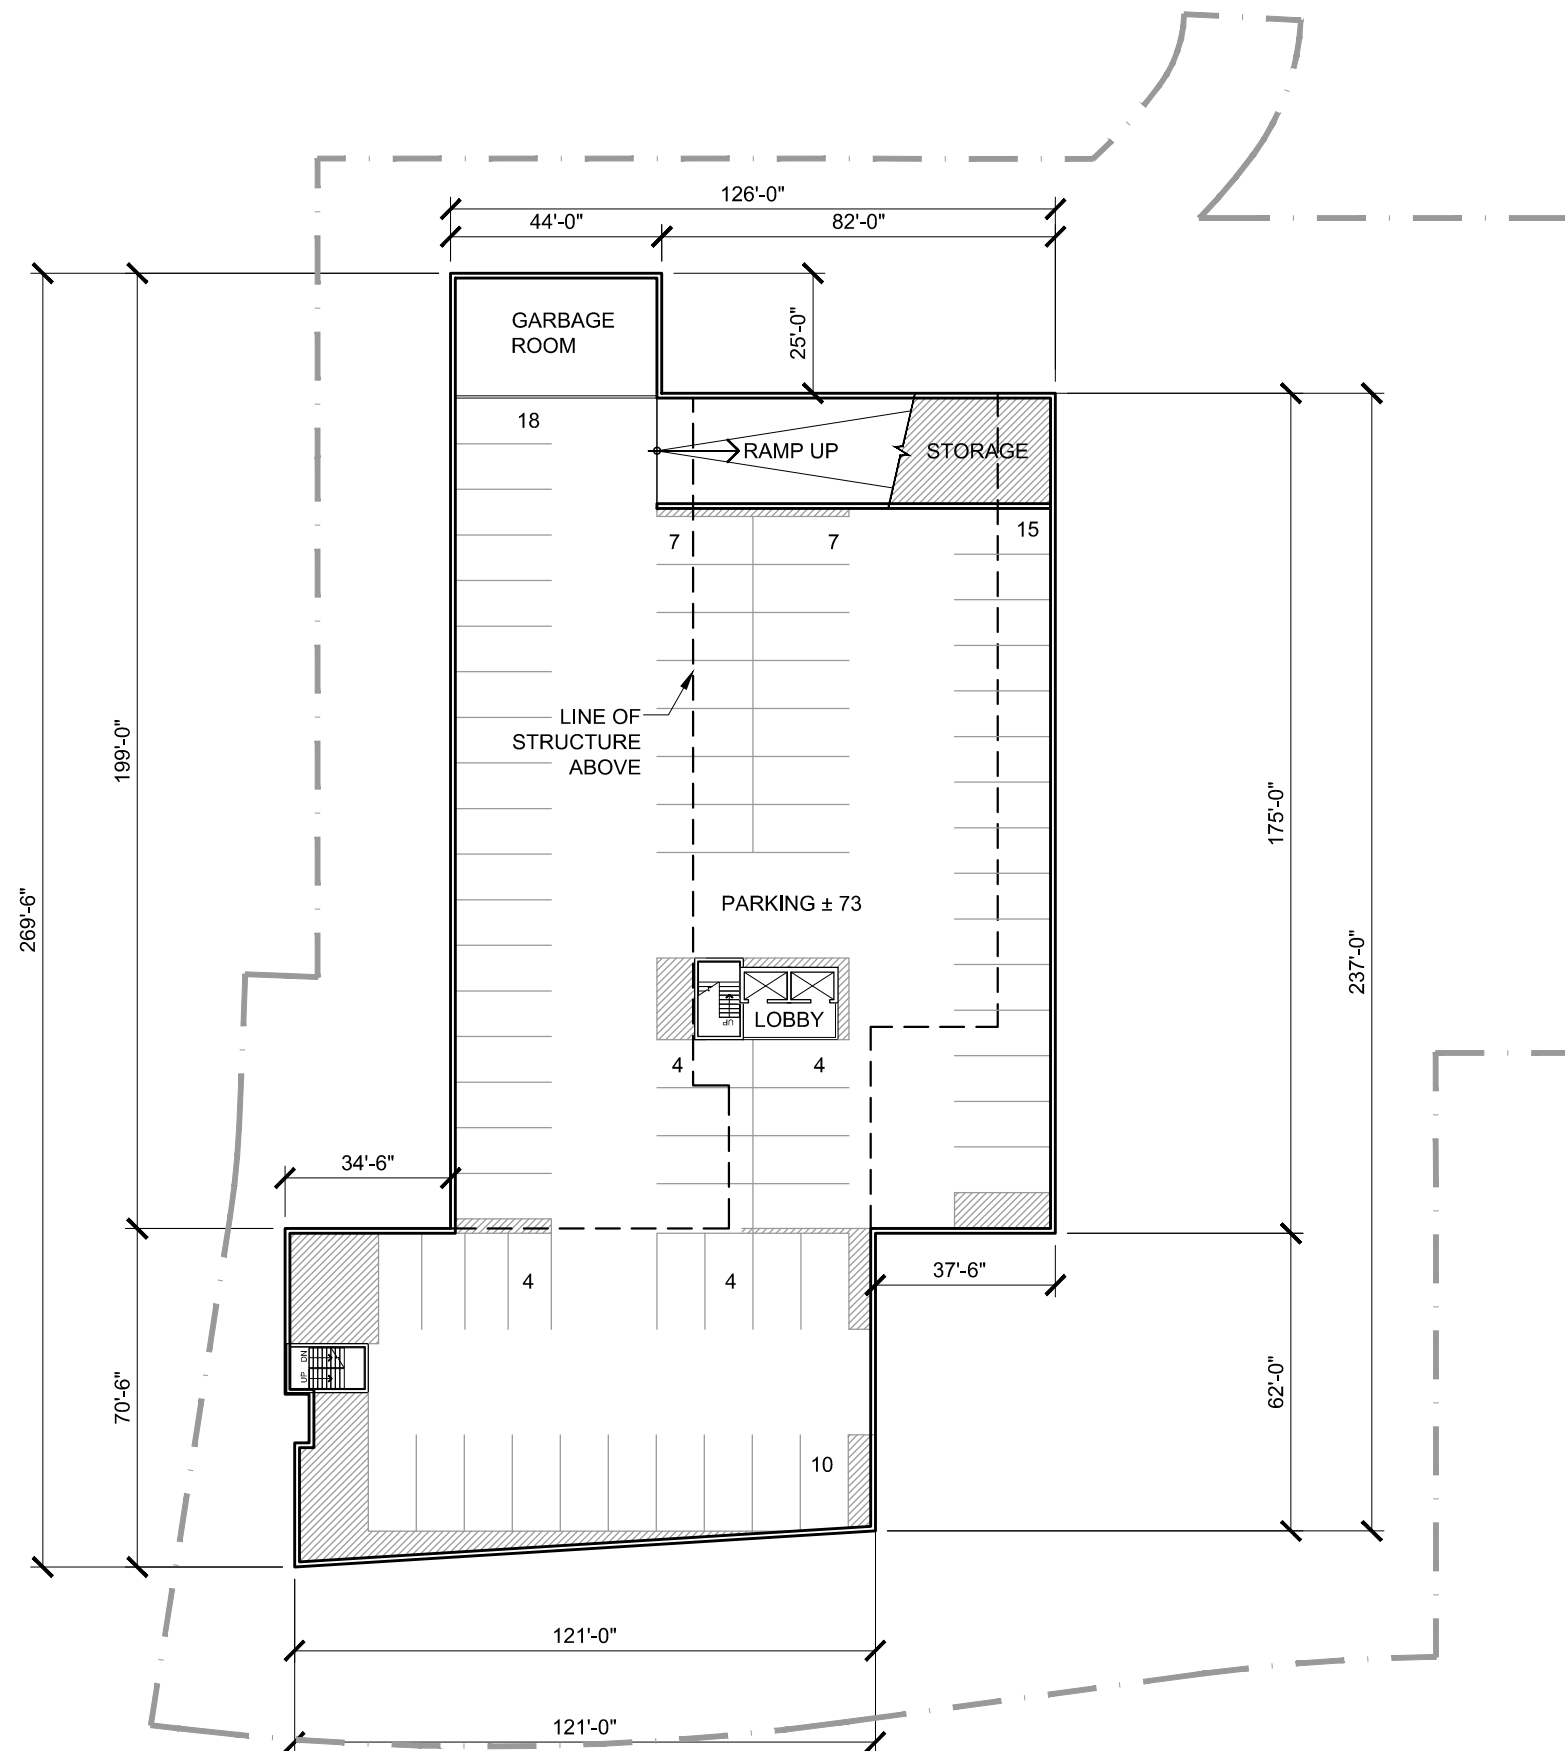 126'-0"
44'-0"
82'-0"
GARBAGE
ROOM
25'-0"
18
RAMP UP
STORAGE
7
7
15
LINE OF
STRUCTURE
ABOVE
199'-0"
175'-0"
PARKING ± 73
269'-6"
237'-0"
UP
LOBBY
4
4
34'-6"
37'-6"
4
4
UP DN
70'-6"
62'-0"
10
121'-0"
121'-0"